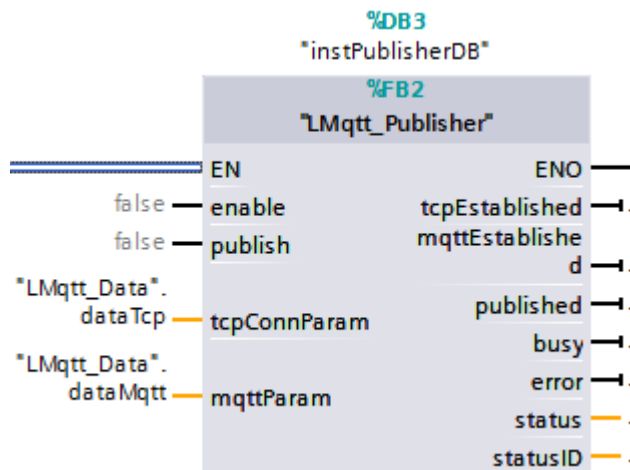 %DB3
"instPublisherDB"
%FB2
"LMqtt_Publisher"
EN
ENO
false
enable
tcpEstablished
false
publish
mqttEstablishe
d
"LMqtt_Data".
dataTcp
tcpConnParam
published
busy
"LMqtt_Data".
dataMqtt
mqttParam
error
status
statusID